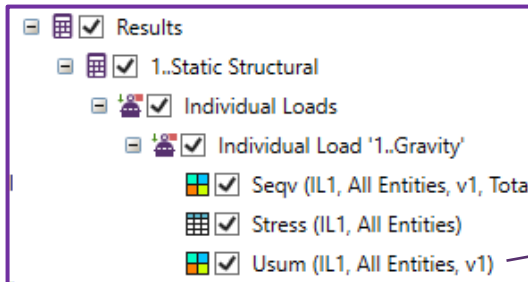 Results
1..Static Structural
Individual Loads
Individual Load '1..Gravity'
Seqv (IL1, All Entities, v1, Tota
Stress (IL1, All Entities)
Usum (IL1, All Entities, v1)